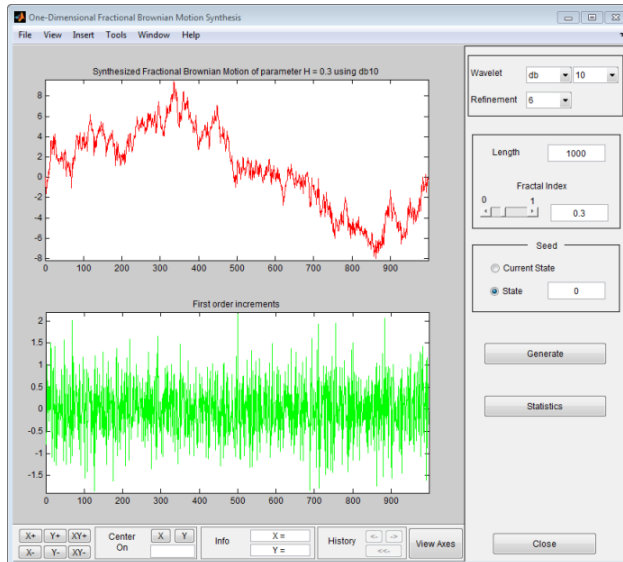 One-Dimensional Fractional Brownian Motion Synthesis
File View Insert Tools Window Help
Synthesized Fractional Brownian Motion of parameter H = 0.3 using db10
8
6
4
2
0
-2
-4
-6
-8
0 100 200 300 400 500 600 700 800 900
First order increments
2
1.5
1
0.5
0
-0.5
-1
-1.5
0 100 200 300 400 500 600 700 800 900
Wavelet db 10
Refinement 6
Length 1000
Fractal Index
0 1
0.3
Seed
Current State
State 0
Generate
Statistics
Close
X+ Y+ XY+
X- Y- XY-
Center
On
X Y
Info
X =
Y =
History
<- ->
<<-
View Axes